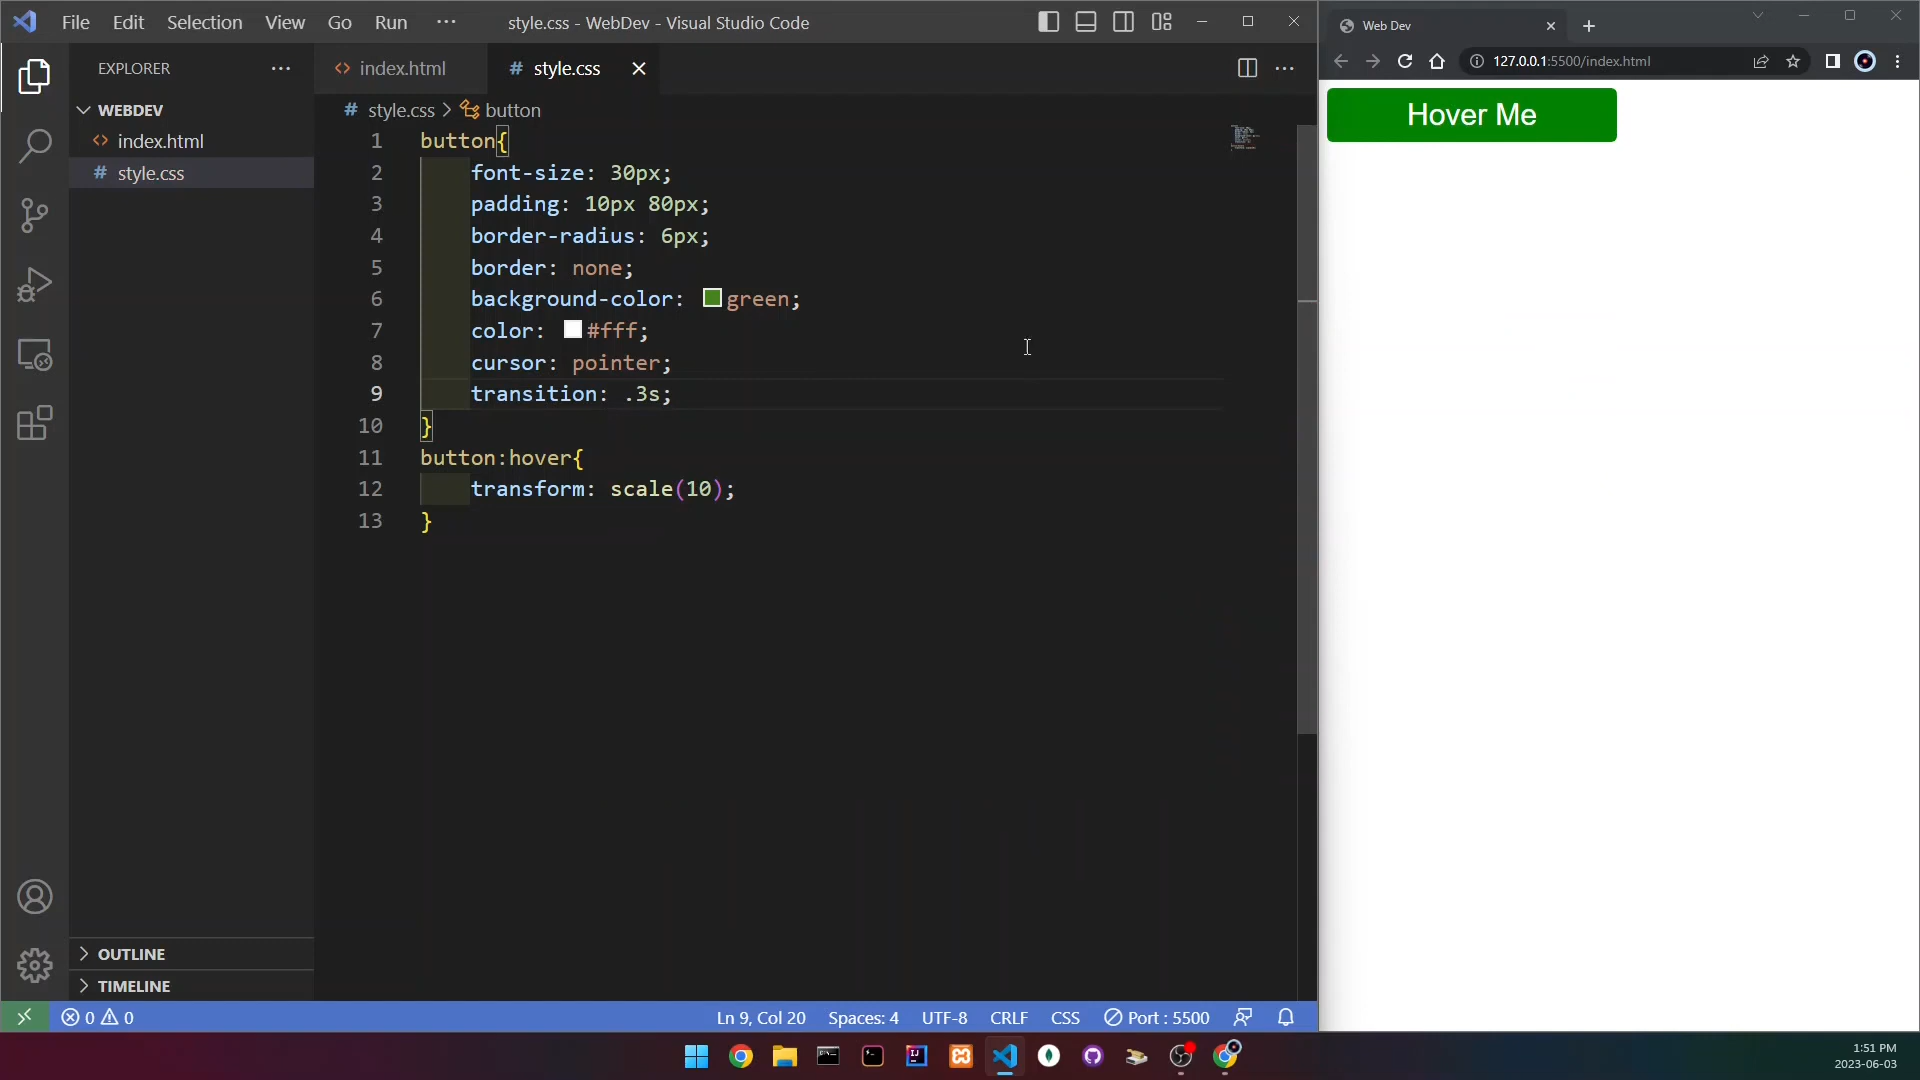 File Edit Selection View Go Run ··· style.css - WebDev - Visual Studio Code
EXPLORER ···
WEBDEV
index.html
style.css
OUTLINE
TIMELINE
index.html # style.css
# style.css > button
1 button{
2 font-size: 30px;
3 padding: 10px 80px;
4 border-radius: 6px;
5 border: none;
6 background-color: green;
7 color: #fff;
8 cursor: pointer;
9 transition: .3s;
10 }
11 button:hover{
12 transform: scale(10);
13 }
0 0 Ln 9, Col 20 Spaces: 4 UTF-8 CRLF CSS Port : 5500
Web Dev
127.0.0.1:5500/index.html
Hover Me
1:51 PM
2023-06-03